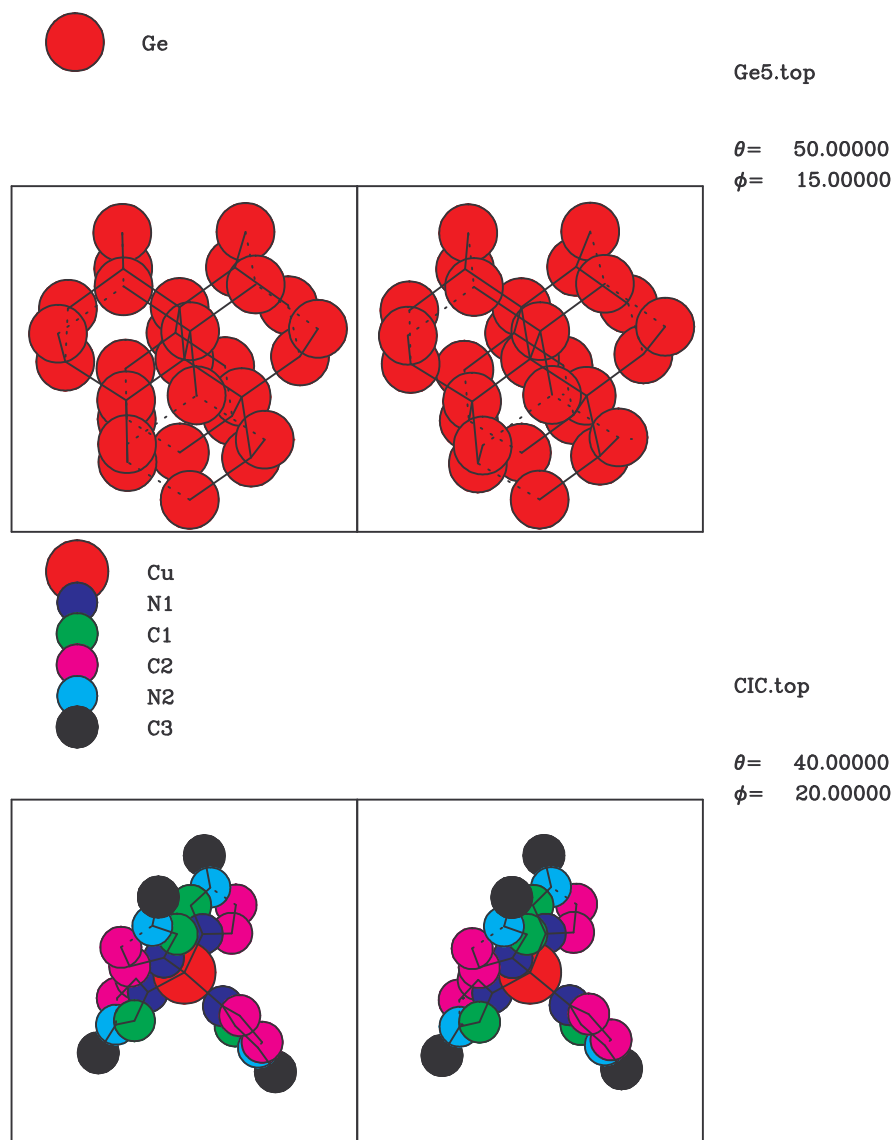 Ge
Ge5.top
θ= 50.00000
ϕ= 15.00000
Cu
N1
C1
C2
N2
C3
CIC.top
θ= 40.00000
ϕ= 20.00000